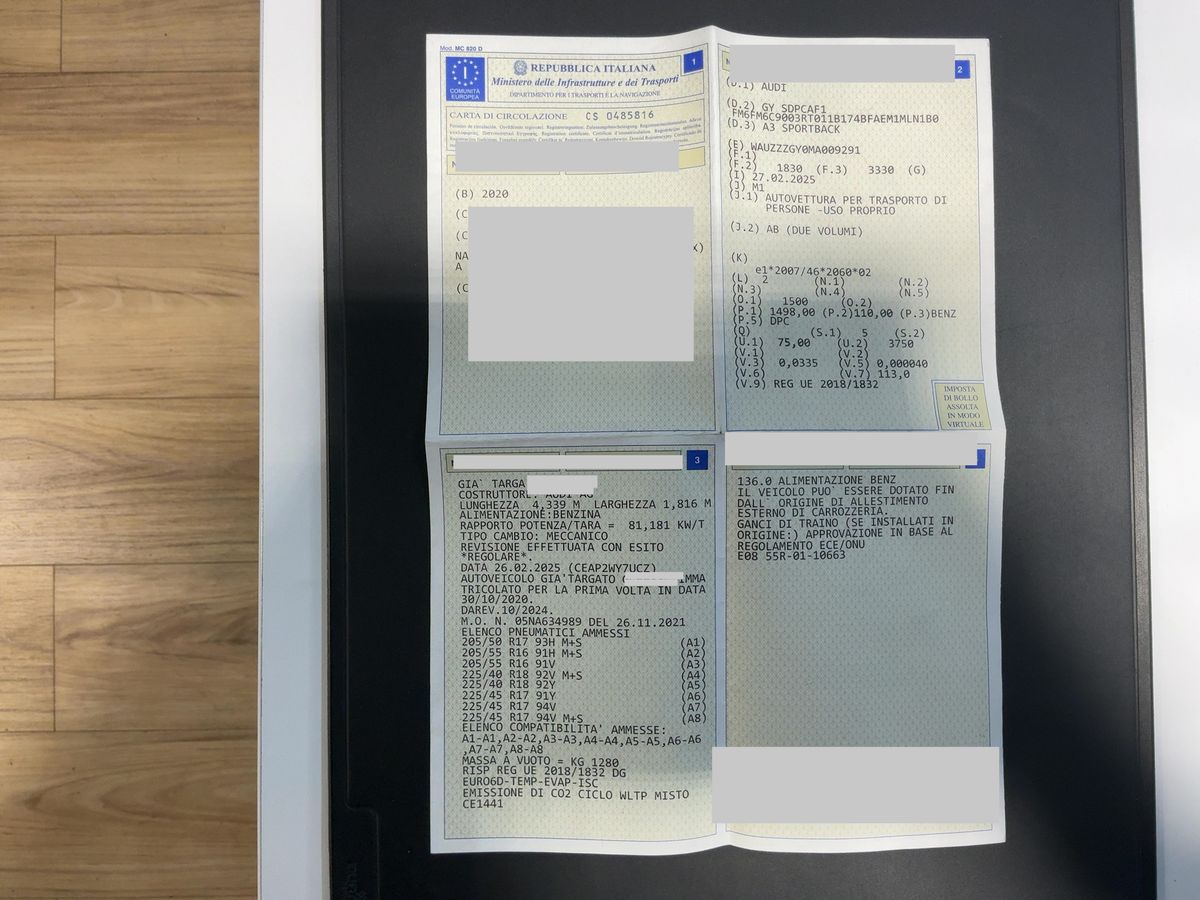 Mod. MC 820 D
COMUNITÀ
EUROPEA
I
REPUBBLICA ITALIANA
Ministero delle Infrastrutture e dei Trasporti
DIPARTIMENTO PER I TRASPORTI E LA NAVIGAZIONE
1
CARTA DI CIRCOLAZIONE CS 0485816
(B) 2020
(C
(C
X)
NA
A
(C
2
(D.1) AUDI
(D.2) GY SDPCAF1
FM6FM6C9003RT011B174BFAEM1MLN1B0
(D.3) A3 SPORTBACK
(E) WAUZZZGY0MA009291
(F.1)
(F.2) 1830 (F.3) 3330 (G)
(I) 27.02.2025
(J) M1
(J.1) AUTOVETTURA PER TRASPORTO DI
PERSONE -USO PROPRIO
(J.2) AB (DUE VOLUMI)
(K)
e1*2007/46*2060*02
(L) 2 (N.1) (N.2)
(N.3) (N.4) (N.5)
(O.1) 1500 (O.2)
(P.1) 1498,00 (P.2)110,00 (P.3)BENZ
(P.5) DPC
(Q) (S.1) 5 (S.2)
(U.1) 75,00 (U.2) 3750
(V.1) (V.2)
(V.3) 0,0335 (V.5) 0,000040
(V.6) (V.7) 113,0
(V.9) REG UE 2018/1832
IMPOSTA
DI BOLLO
ASSOLTA
IN MODO
VIRTUALE
3
GIA` TARGA
COSTRUTTORE: AUDI AG
LUNGHEZZA 4,339 M LARGHEZZA 1,816 M
ALIMENTAZIONE:BENZINA
RAPPORTO POTENZA/TARA = 81,181 KW/T
TIPO CAMBIO: MECCANICO
REVISIONE EFFETTUATA CON ESITO
*REGOLARE*.
DATA 26.02.2025 (CEAP2WY7UCZ)
AUTOVEICOLO GIA'TARGATO IMMA
TRICOLATO PER LA PRIMA VOLTA IN DATA
30/10/2020.
DAREV.10/2024.
M.O. N. 05NA634989 DEL 26.11.2021
ELENCO PNEUMATICI AMMESSI
205/50 R17 93H M+S (A1)
205/55 R16 91H M+S (A2)
205/55 R16 91V (A3)
225/40 R18 92V M+S (A4)
225/40 R18 92Y (A5)
225/45 R17 91Y (A6)
225/45 R17 94V (A7)
225/45 R17 94V M+S (A8)
ELENCO COMPATIBILITA' AMMESSE:
A1-A1,A2-A2,A3-A3,A4-A4,A5-A5,A6-A6
,A7-A7,A8-A8
MASSA A VUOTO = KG 1280
RISP REG UE 2018/1832 DG
EURO6D-TEMP-EVAP-ISC
EMISSIONE DI CO2 CICLO WLTP MISTO
CE1441
136.0 ALIMENTAZIONE BENZ
IL VEICOLO PUO` ESSERE DOTATO FIN
DALL` ORIGINE DI ALLESTIMENTO
ESTERNO DI CARROZZERIA.
GANCI DI TRAINO (SE INSTALLATI IN
ORIGINE:) APPROVAZIONE IN BASE AL
REGOLAMENTO ECE/ONU
E08 55R-01-10663